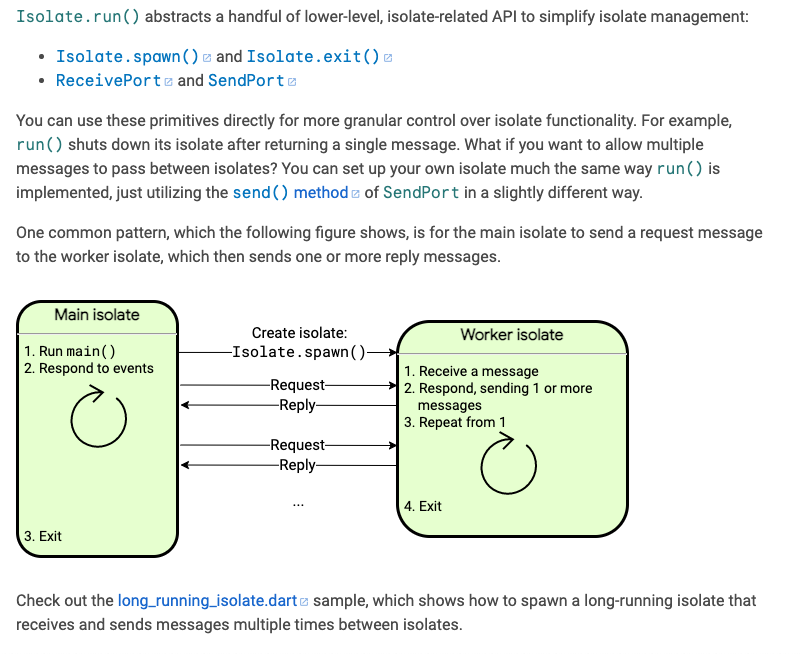 Isolate.run() abstracts a handful of lower-level, isolate-related API to simplify isolate management:
• Isolate.spawn() and Isolate.exit()
• ReceivePort and SendPort
You can use these primitives directly for more granular control over isolate functionality. For example,
run() shuts down its isolate after returning a single message. What if you want to allow multiple
messages to pass between isolates? You can set up your own isolate much the same way run() is
implemented, just utilizing the send() method of SendPort in a slightly different way.
One common pattern, which the following figure shows, is for the main isolate to send a request message
to the worker isolate, which then sends one or more reply messages.
Main isolate
1. Run main()
2. Respond to events
3. Exit
Create isolate:
Isolate.spawn()
Request
Reply
Request
Reply
...
Worker isolate
1. Receive a message
2. Respond, sending 1 or more
messages
3. Repeat from 1
4. Exit
Check out the long_running_isolate.dart sample, which shows how to spawn a long-running isolate that
receives and sends messages multiple times between isolates.